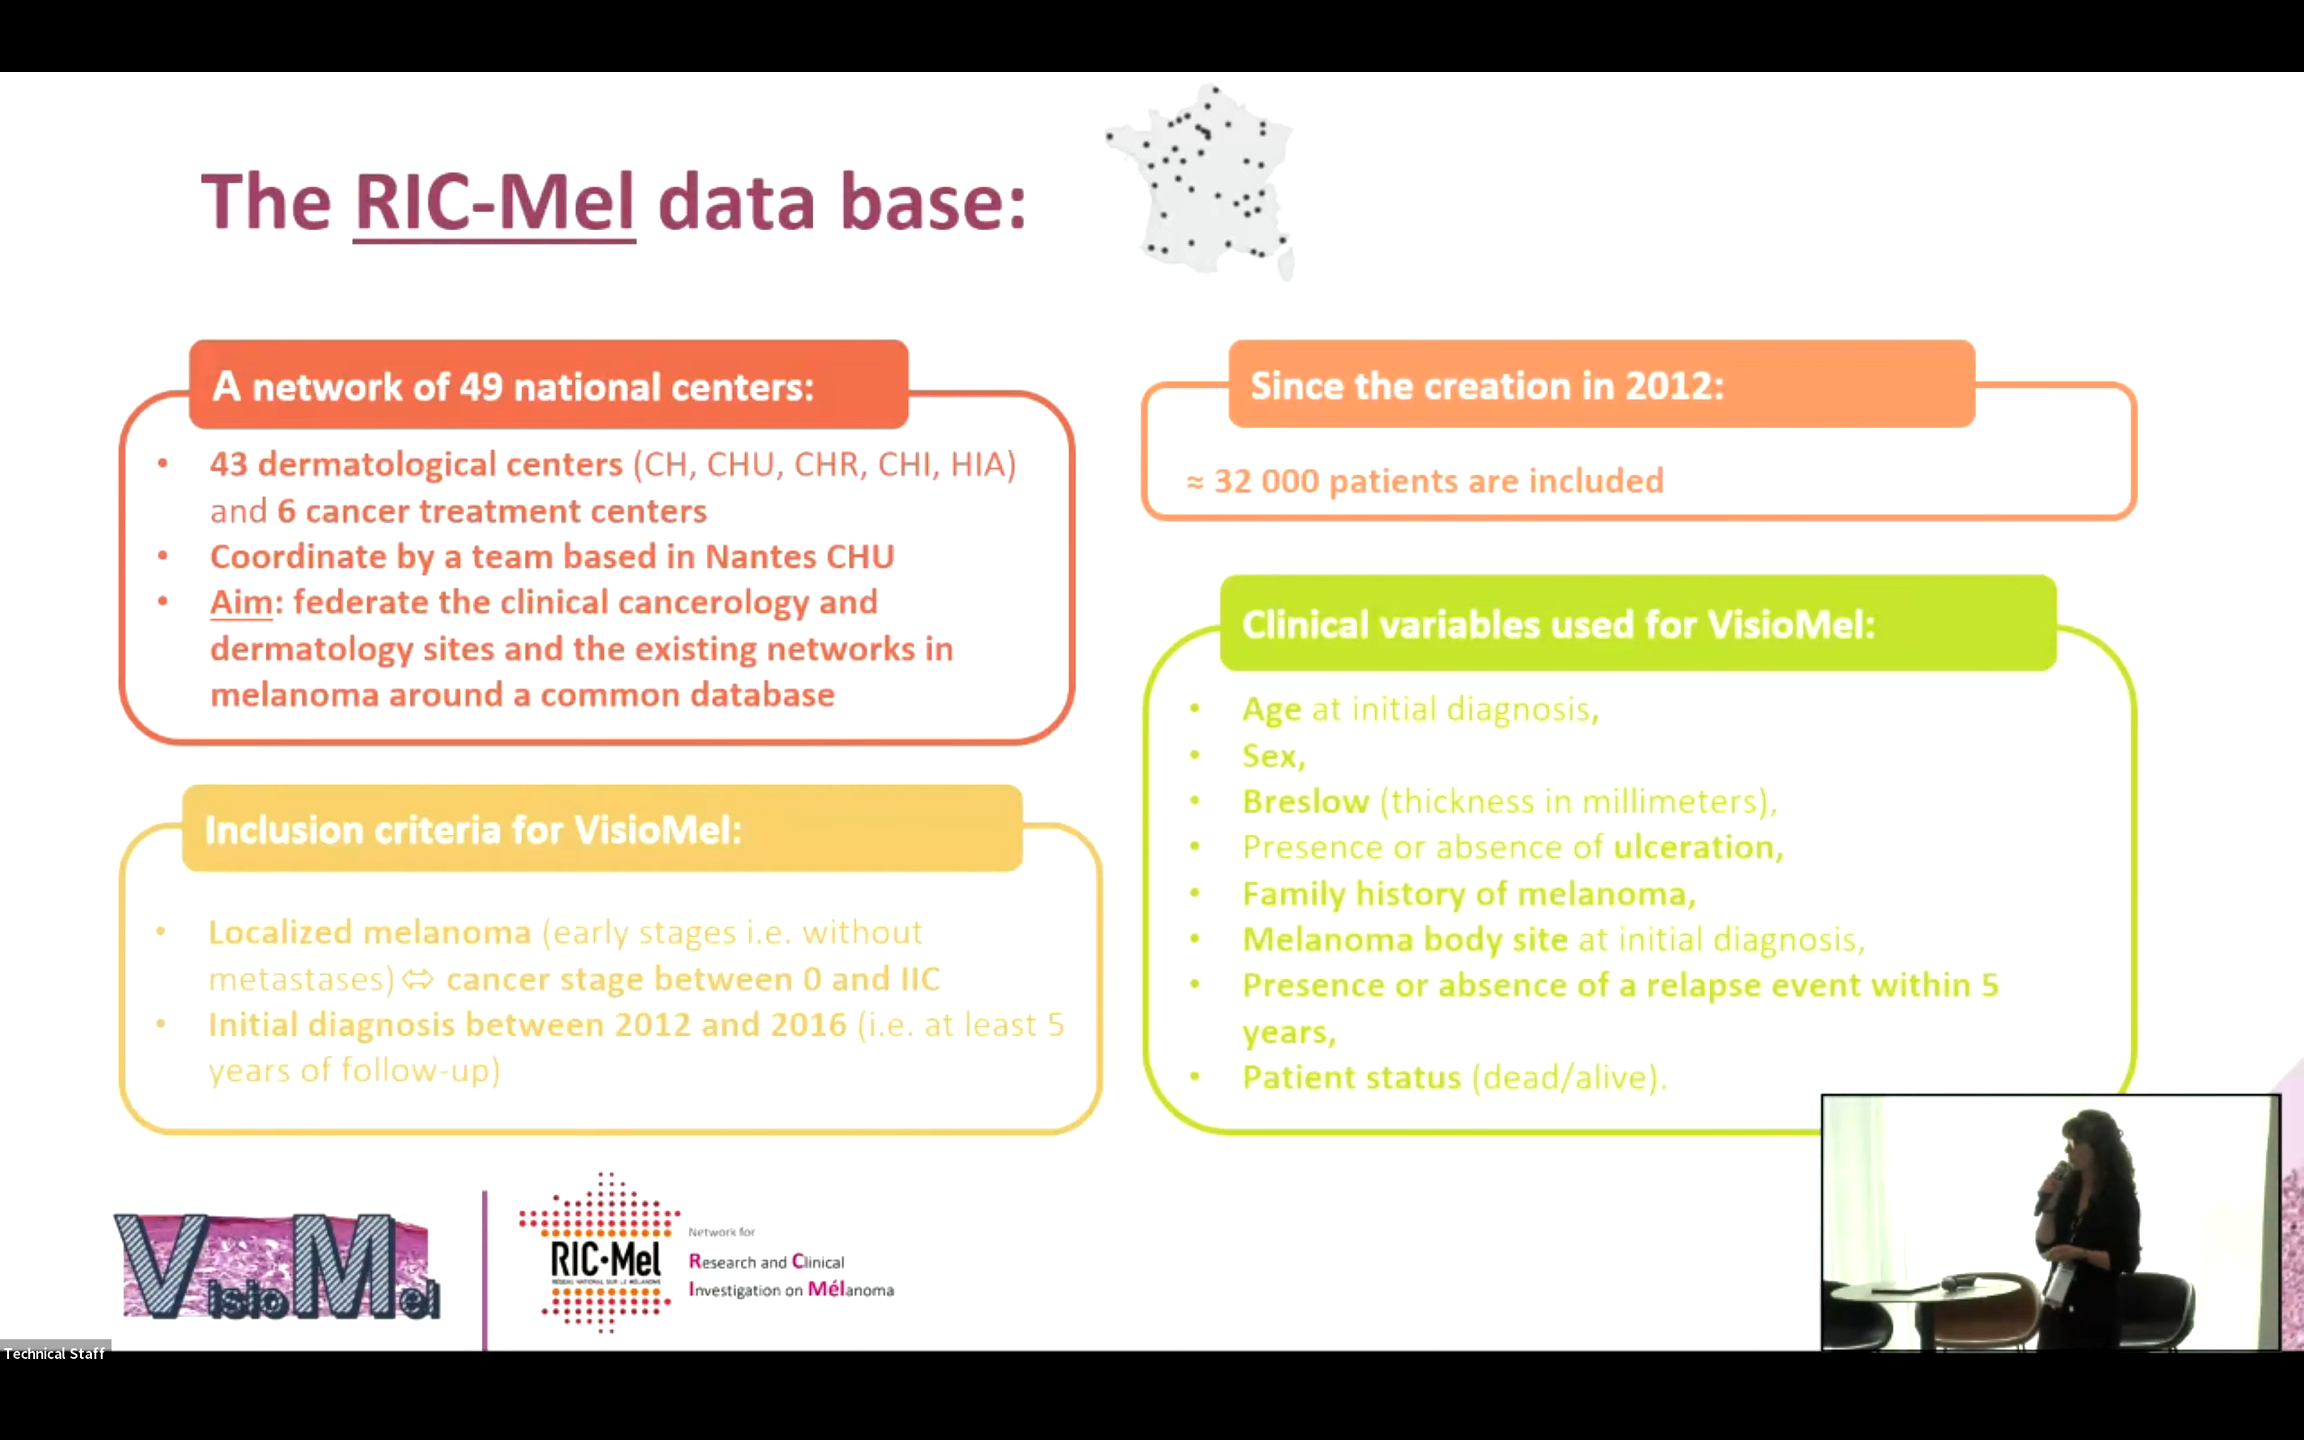 The RIC-Mel data base:
A network of 49 national centers:
• 43 dermatological centers (CH, CHU, CHR, CHI, HIA)
and 6 cancer treatment centers
• Coordinate by a team based in Nantes CHU
• Aim: federate the clinical cancerology and
dermatology sites and the existing networks in
melanoma around a common database
Inclusion criteria for VisioMel:
• Localized melanoma (early stages i.e. without
metastases) ⇔ cancer stage between 0 and IIC
• Initial diagnosis between 2012 and 2016 (i.e. at least 5
years of follow-up)
Since the creation in 2012:
≈ 32 000 patients are included
Clinical variables used for VisioMel:
• Age at initial diagnosis,
• Sex,
• Breslow (thickness in millimeters),
• Presence or absence of ulceration,
• Family history of melanoma,
• Melanoma body site at initial diagnosis,
• Presence or absence of a relapse event within 5
years,
• Patient status (dead/alive).
VisioMel
RIC•Mel
RÉSEAU NATIONAL SUR LE MÉLANOME
Network for
Research and Clinical
Investigation on Mélanoma
Technical Staff